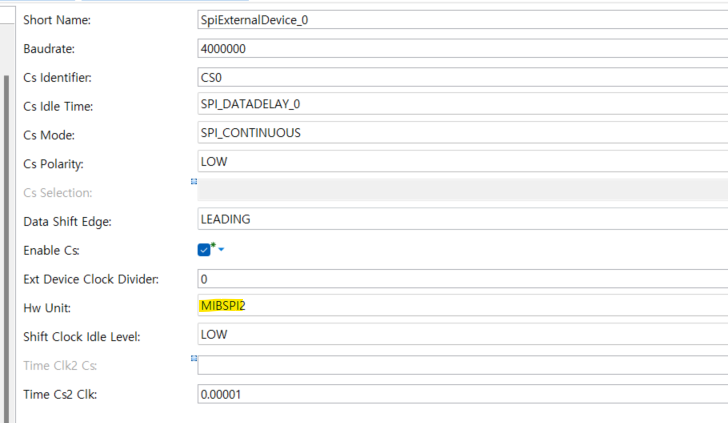 Short Name: SpiExternalDevice_0
Baudrate: 4000000
Cs Identifier: CS0
Cs Idle Time: SPI_DATADELAY_0
Cs Mode: SPI_CONTINUOUS
Cs Polarity: LOW
Cs Selection:
Data Shift Edge: LEADING
Enable Cs:
Ext Device Clock Divider: 0
Hw Unit: MIBSPI2
Shift Clock Idle Level: LOW
Time Clk2 Cs:
Time Cs2 Clk: 0.00001